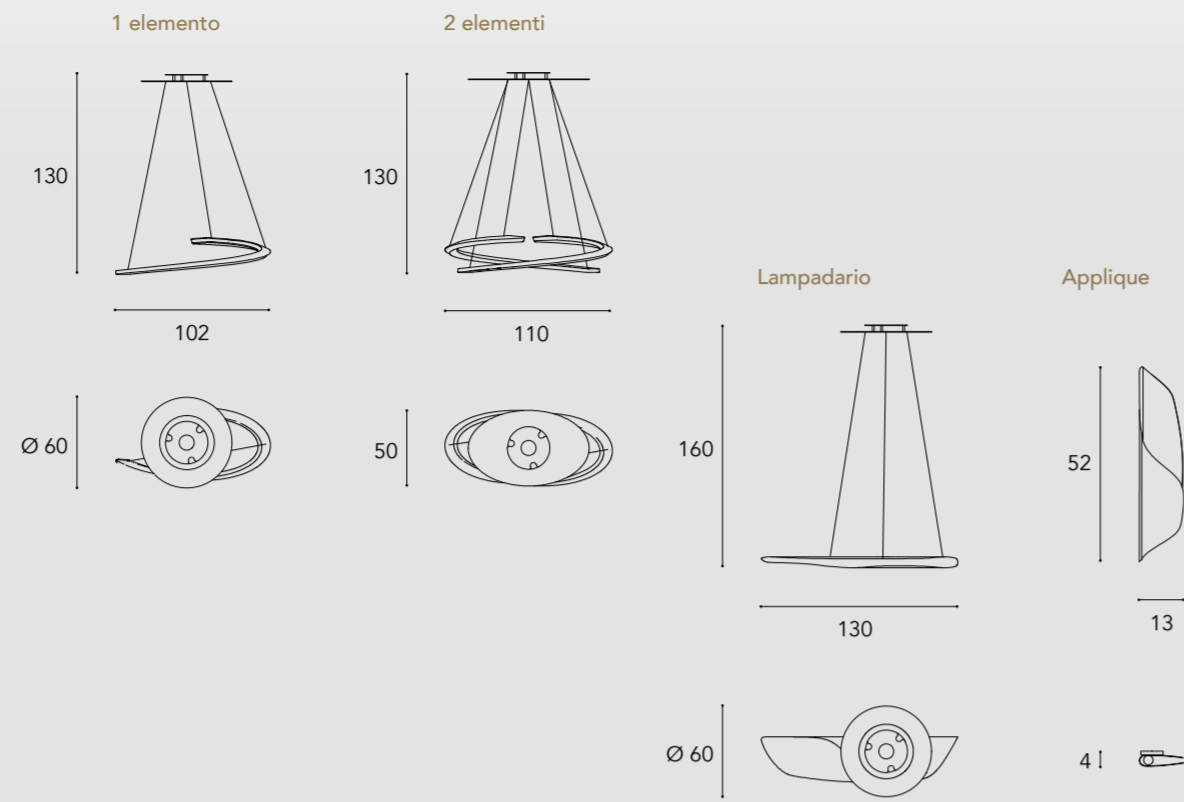 1 elemento
130
102
Ø 60
2 elementi
130
110
50
Lampadario
160
130
Ø 60
Applique
52
13
4